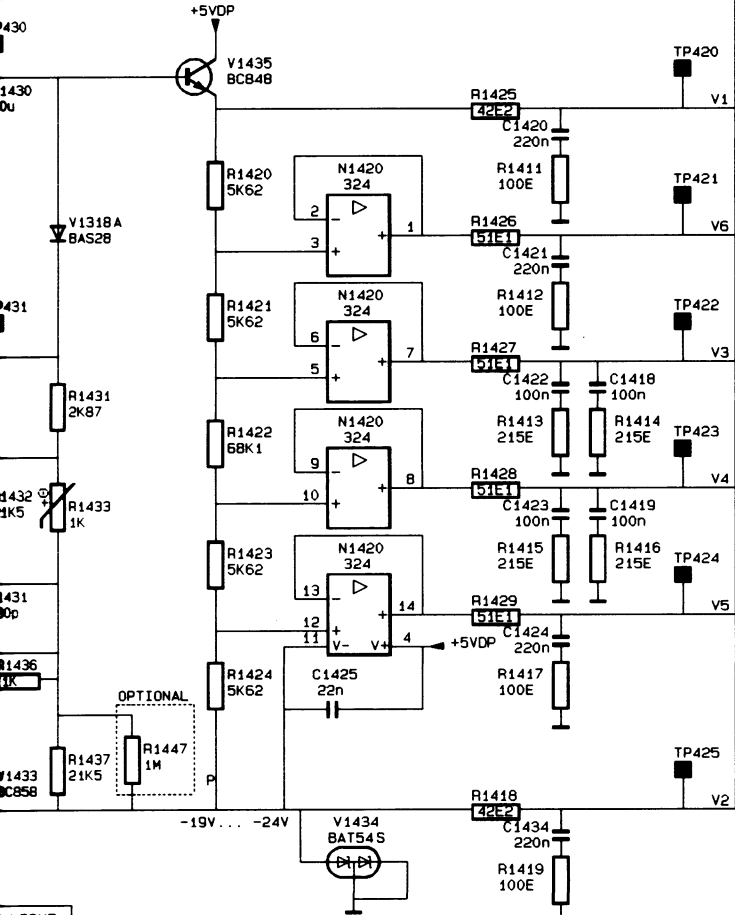 +5VDP
P430
V1435
BC848
1430
0u
R1425
42E2
TP420
V1
C1420
220n
R1411
100E
R1420
5K62
N1420
324
2
3
1
-
+
+
R1426
51E1
TP421
V6
C1421
220n
R1412
100E
V1318A
BAS28
P431
R1421
5K62
N1420
324
6
5
7
-
+
+
R1427
51E1
TP422
V3
C1422
100n
C1418
100n
R1413
215E
R1414
215E
R1431
2K87
R1422
68K1
N1420
324
9
10
8
-
+
+
R1428
51E1
TP423
V4
C1423
100n
C1419
100n
R1415
215E
R1416
215E
1432
1K5
R1433
1K
R1423
5K62
N1420
324
13
12
11
14
4
-
+
+
V-
V+
+5VDP
R1429
51E1
TP424
V5
C1424
220n
R1417
100E
1431
0p
R1436
1K
R1424
5K62
C1425
22n
OPTIONAL
R1447
1M
R1437
21K5
V1433
BC858
P
-19V... -24V
V1434
BAT54S
R1418
42E2
TP425
V2
C1434
220n
R1419
100E